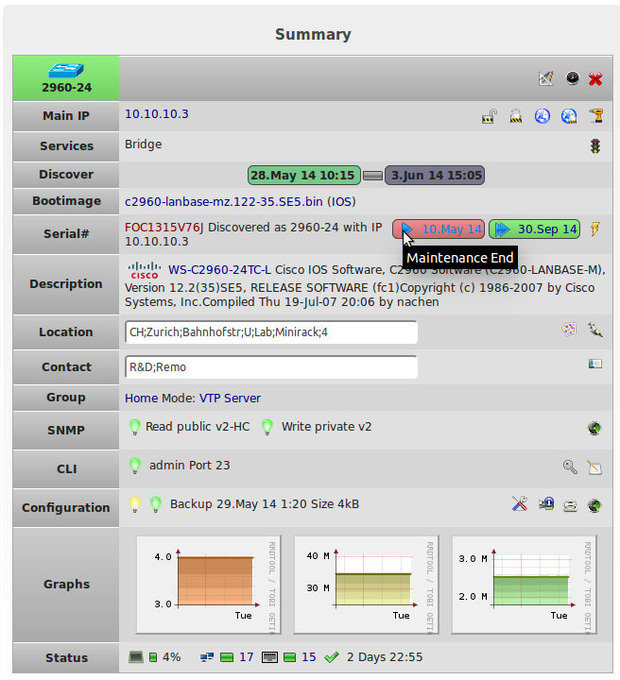 Summary
2960-24
Main IP
10.10.10.3
Services
Bridge
Discover
28.May 14 10:15
3.Jun 14 15:05
Bootimage
c2960-lanbase-mz.122-35.SE5.bin (IOS)
Serial#
FOC1315V76J Discovered as 2960-24 with IP
10.10.10.3
10.May 14
30.Sep 14
Maintenance End
Description
cisco WS-C2960-24TC-L Cisco IOS Software, C2960 Software (C2960-LANBASE-M),
Version 12.2(35)SE5, RELEASE SOFTWARE (fc1)Copyright (c) 1986-2007 by Cisco
Systems, Inc.Compiled Thu 19-Jul-07 20:06 by nachen
Location
CH;Zurich;Bahnhofstr;U;Lab;Minirack;4
Contact
R&D;Remo
Group
Home Mode: VTP Server
SNMP
Read public v2-HC
Write private v2
CLI
admin Port 23
Configuration
Backup 29.May 14 1:20 Size 4kB
Graphs
4.0
3.0
Tue
RRDTOOL / TOBI OETIK
40 M
30 M
Tue
RRDTOOL / TOBI OETIK
3.0 M
2.0 M
Tue
RRDTOOL / TOBI OETIK
Status
4%
17
15
2 Days 22:55